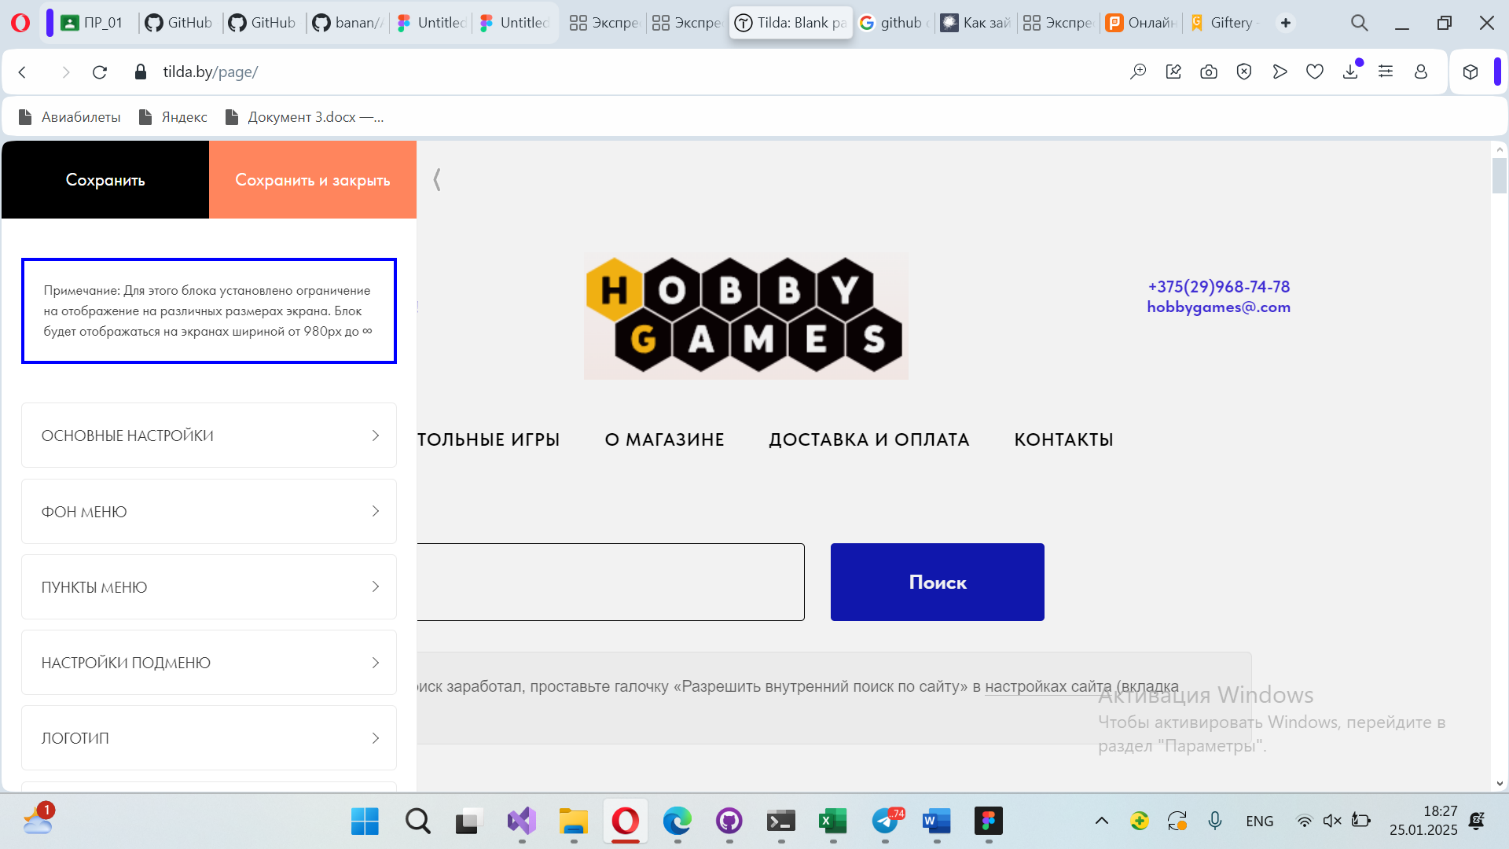 ПР_01
GitHub
GitHub
banan/
Untitled
Untitled
Экспре
Экспре
Tilda: Blank pa
github
Как зай
Экспре
Онлайн
Giftery
tilda.by/page/
Авиабилеты
Яндекс
Документ 3.docx —...
Сохранить
Сохранить и закрыть
Примечание: Для этого блока установлено ограничение
на отображение на различных размерах экрана. Блок
будет отображаться на экранах шириной от 980px до ∞
ОСНОВНЫЕ НАСТРОЙКИ
ФОН МЕНЮ
ПУНКТЫ МЕНЮ
НАСТРОЙКИ ПОДМЕНЮ
ЛОГОТИП
HOBBY
GAMES
+375(29)968-74-78
hobbygames@.com
ТОЛЬНЫЕ ИГРЫ
О МАГАЗИНЕ
ДОСТАВКА И ОПЛАТА
КОНТАКТЫ
Поиск
иск заработал, проставьте галочку «Разрешить внутренний поиск по сайту» в настройках сайта (вкладка
Активация Windows
Чтобы активировать Windows, перейдите в
раздел "Параметры".
1
..74
ENG
18:27
25.01.2025